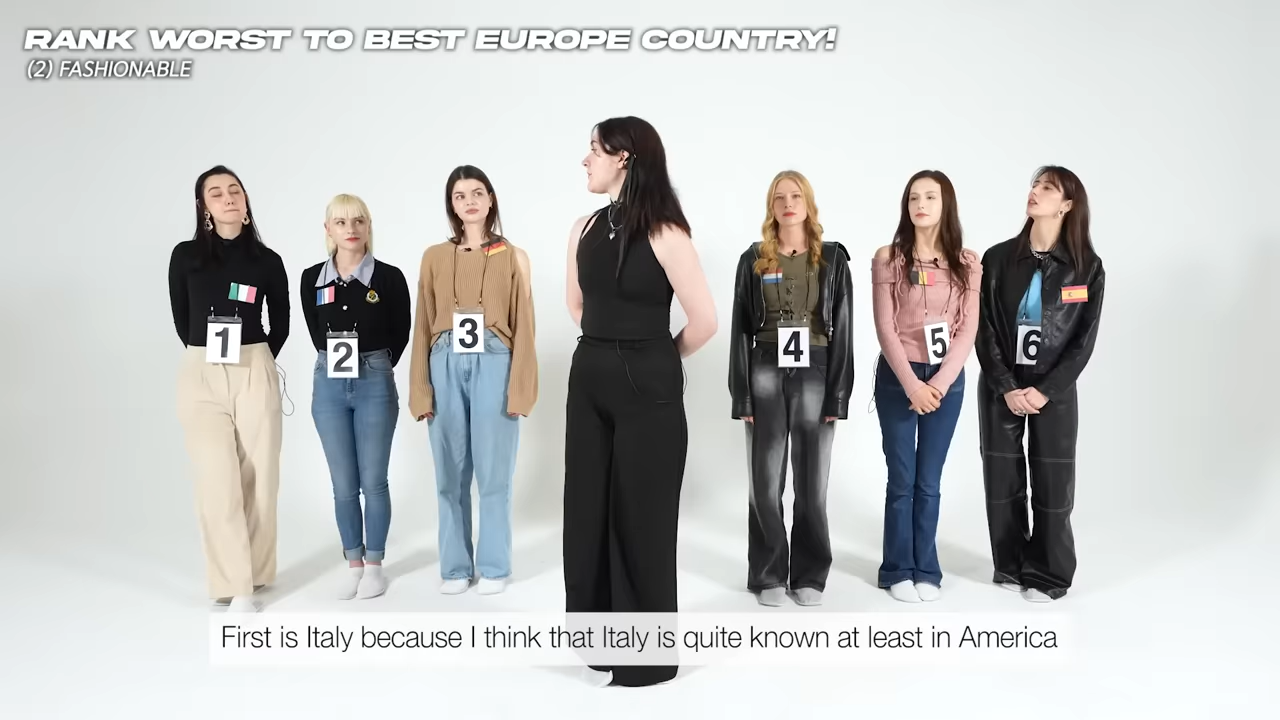 RANK WORST TO BEST EUROPE COUNTRY!
(2) FASHIONABLE
1
2
3
4
5
6
First is Italy because I think that Italy is quite known at least in America